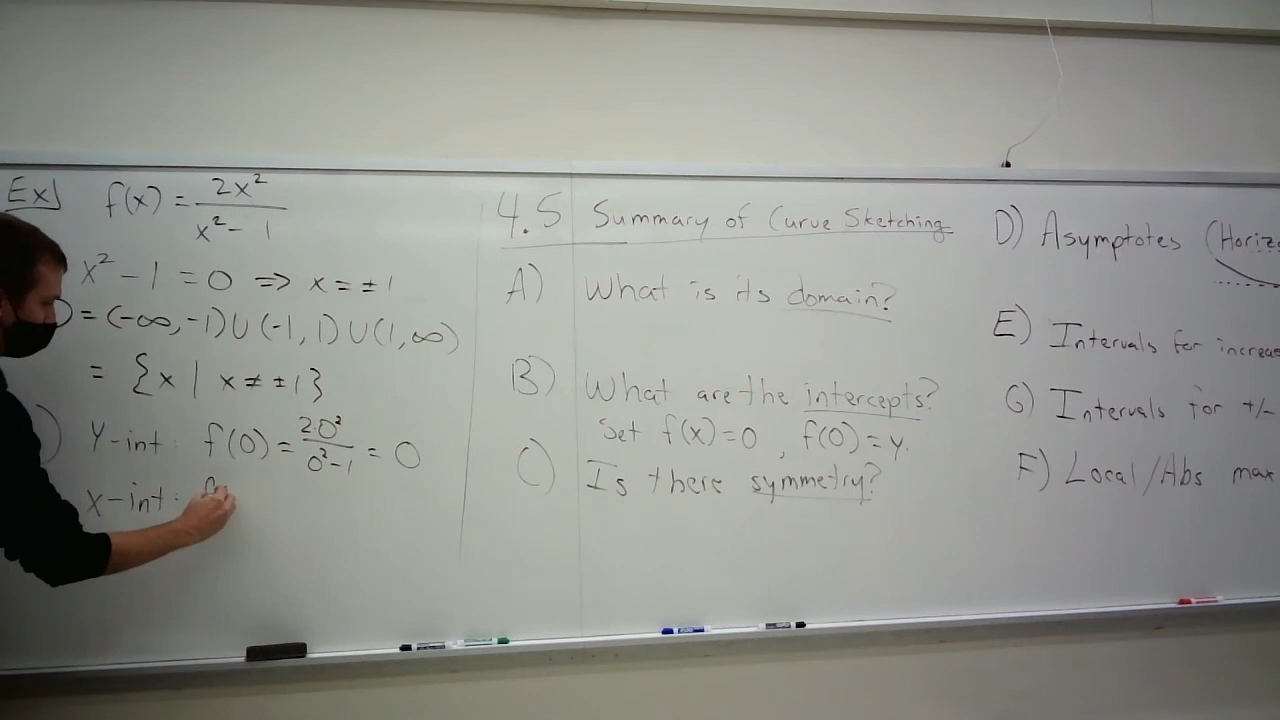 Ex) f(x) = 2x² / x² - 1
x² - 1 = 0 ⇒ x = ±1
D = (-∞, -1) ∪ (-1, 1) ∪ (1, ∞)
= {x | x ≠ ±1}
) Y-int: f(0) = 2·0² / 0² - 1 = 0
X-int:
4.5 Summary of Curve Sketching
A) What is its domain?
B) What are the intercepts?
Set f(x) = 0, f(0) = y.
C) Is there symmetry?
D) Asymptotes (Horiz
E) Intervals for increa
G) Intervals for +/-
F) Local/Abs max